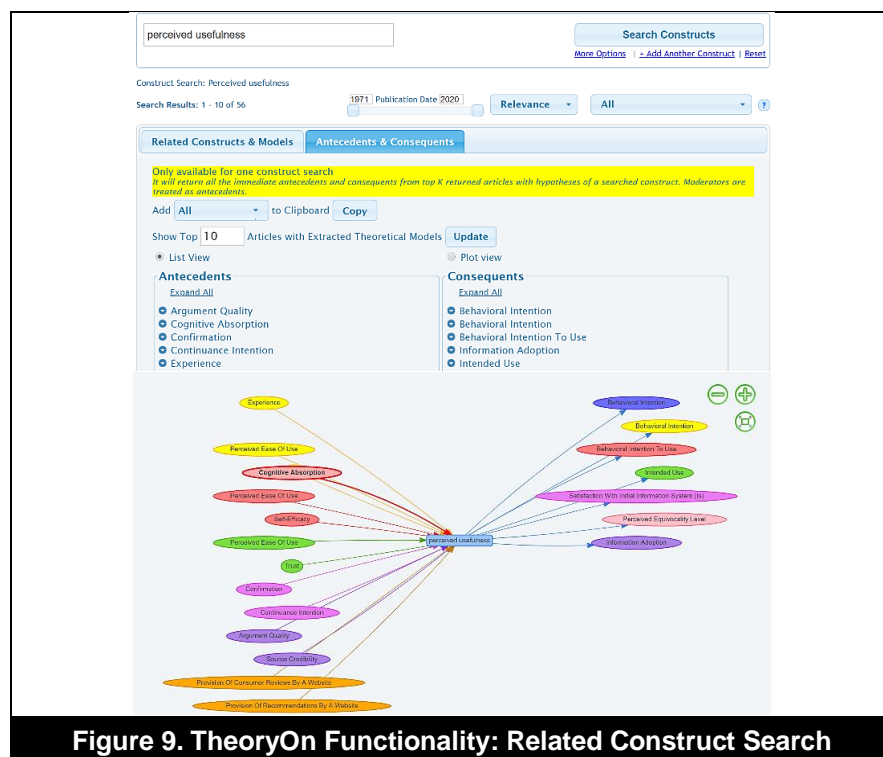 perceived usefulness
Search Constructs
More Options | + Add Another Construct | Reset
Construct Search: Perceived usefulness
Search Results: 1 - 10 of 56
1971 Publication Date 2020
Relevance
All
?
Related Constructs & Models
Antecedents & Consequents
Only available for one construct search
It will return all the immediate antecedents and consequents from top K returned articles with hypotheses of a searched construct. Moderators are
treated as antecedents.
Add All to Clipboard Copy
Show Top 10 Articles with Extracted Theoretical Models Update
List View
Plot view
Antecedents
Expand All
Argument Quality
Cognitive Absorption
Confirmation
Continuance Intention
Experience
Consequents
Expand All
Behavioral Intention
Behavioral Intention
Behavioral Intention To Use
Information Adoption
Intended Use
Experience
Perceived Ease Of Use
Cognitive Absorption
Perceived Ease Of Use
Self-Efficacy
Perceived Ease Of Use
Trust
Confirmation
Continuance Intention
Argument Quality
Source Credibility
Provision Of Consumer Reviews By A Website
Provision Of Recommendations By A Website
perceived usefulness
Behavioral Intention
Behavioral Intention
Behavioral Intention To Use
Intended Use
Satisfaction With Initial Information System (Is)
Perceived Equivocality Level
Information Adoption
Figure 9. TheoryOn Functionality: Related Construct Search